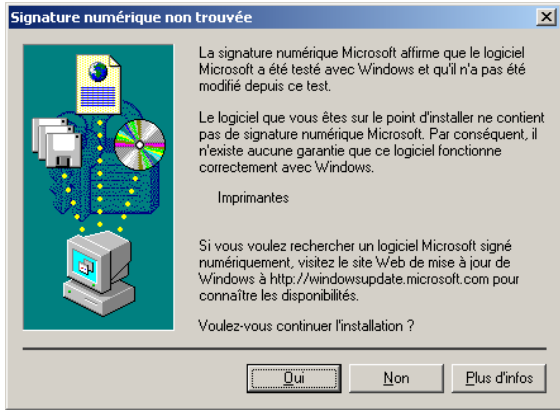 Signature numérique non trouvée
La signature numérique Microsoft affirme que le logiciel
Microsoft a été testé avec Windows et qu'il n'a pas été
modifié depuis ce test.
Le logiciel que vous êtes sur le point d'installer ne contient
pas de signature numérique Microsoft. Par conséquent, il
n'existe aucune garantie que ce logiciel fonctionne
correctement avec Windows.
Imprimantes
Si vous voulez rechercher un logiciel Microsoft signé
numériquement, visitez le site Web de mise à jour de
Windows à http://windowsupdate.microsoft.com pour
connaître les disponibilités.
Voulez-vous continuer l'installation ?
Oui Non Plus d'infos